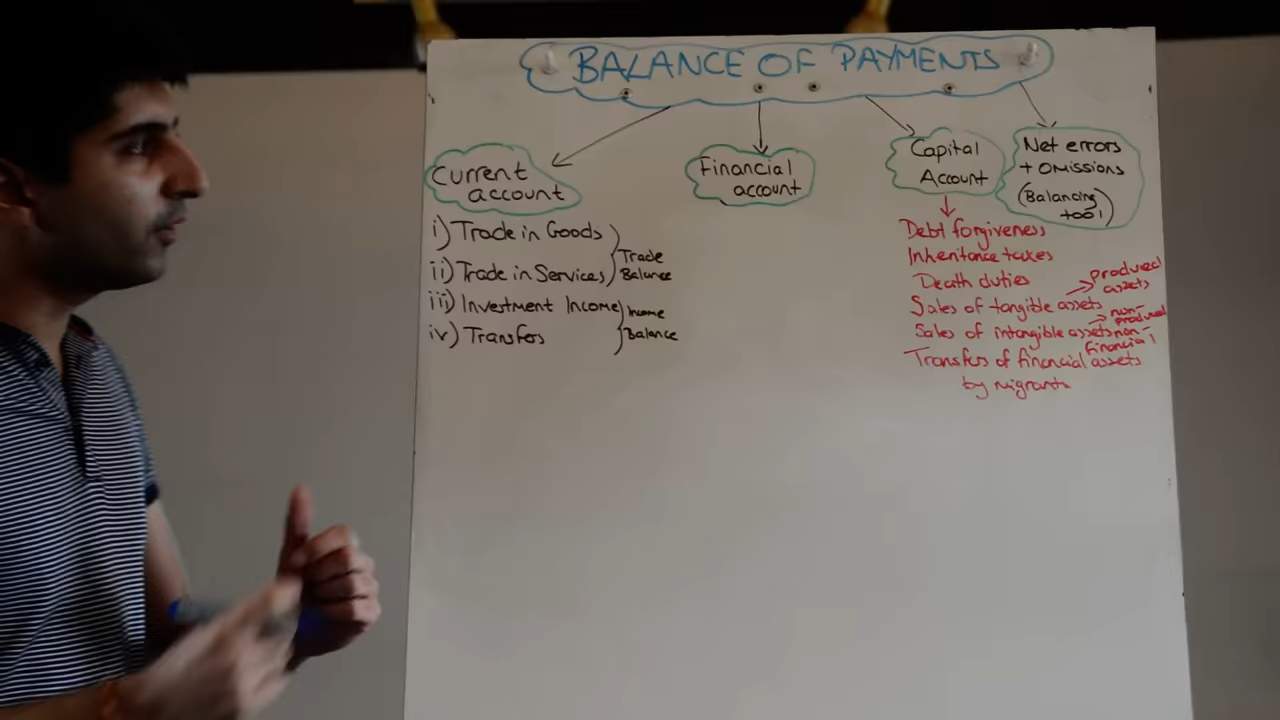 BALANCE OF PAYMENTS
Current
account
i) Trade in Goods
ii) Trade in Services
Trade
Balance
iii) Investment Income
iv) Transfers
Income
Balance
Financial
account
Capital
Account
Debt forgiveness
Inheritance taxes
Death duties
Sales of tangible assets
produced
assets
Sales of intangible assets
non-
produced
non-
financial
Transfers of financial assets
by migrants
Net errors
+ Omissions
(Balancing
tool)